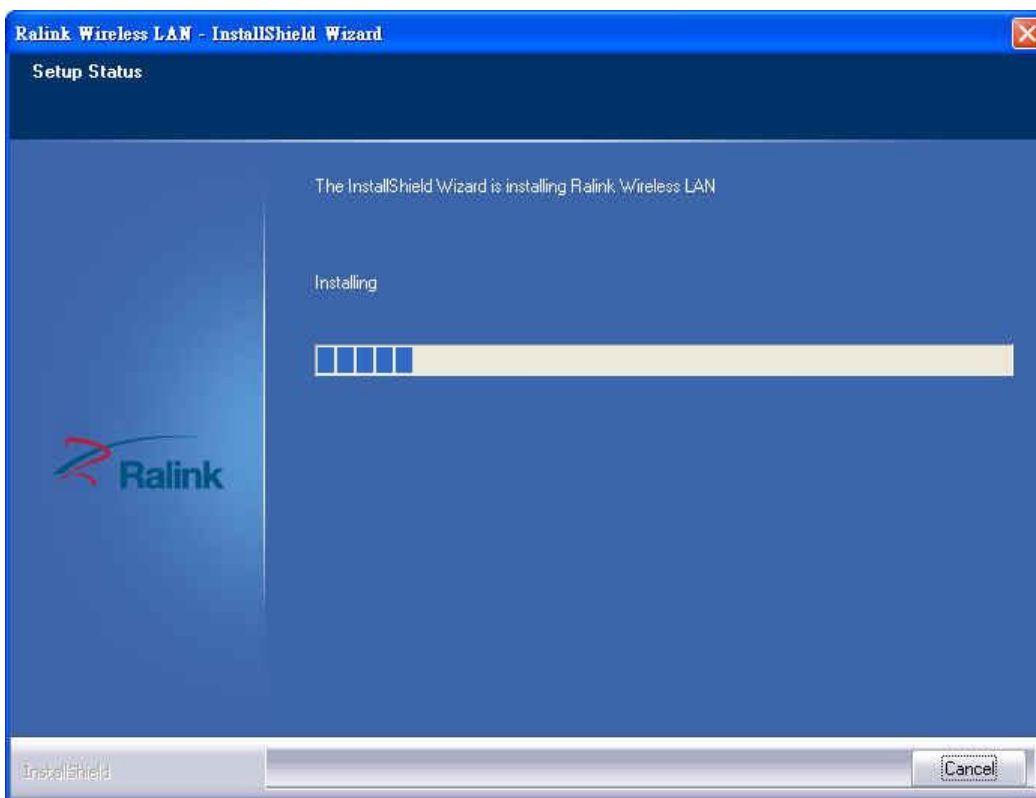 Ralink Wireless LAN - InstallShield Wizard
Setup Status
The InstallShield Wizard is installing Ralink Wireless LAN
Installing
Ralink
InstallShield
Cancel